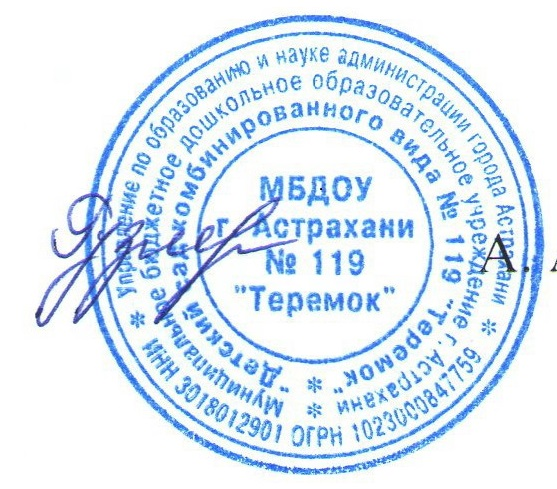 Управление по образованию и науке администрации города Астрахани *
ИНН 3018012901 ОГРН 1023000847759
Муниципальное бюджетное дошкольное образовательное учреждение г. Астрахани *
"Детский сад комбинированного вида № 119 "Теремок" *
МБДОУ
г. Астрахани
№ 119
"Теремок"
А.